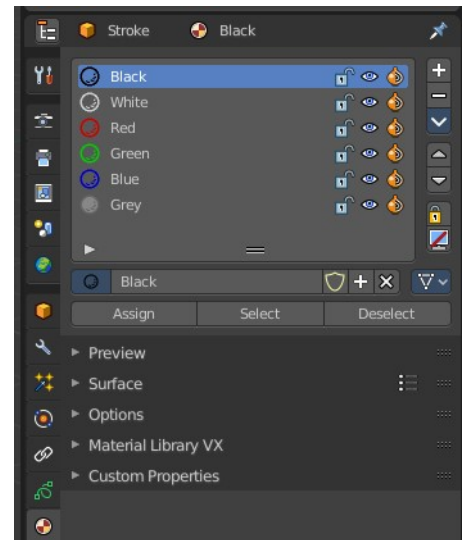 Stroke Black
Black
White
Red
Green
Blue
Grey
Black
Assign Select Deselect
Preview
Surface
Options
Material Library VX
Custom Properties